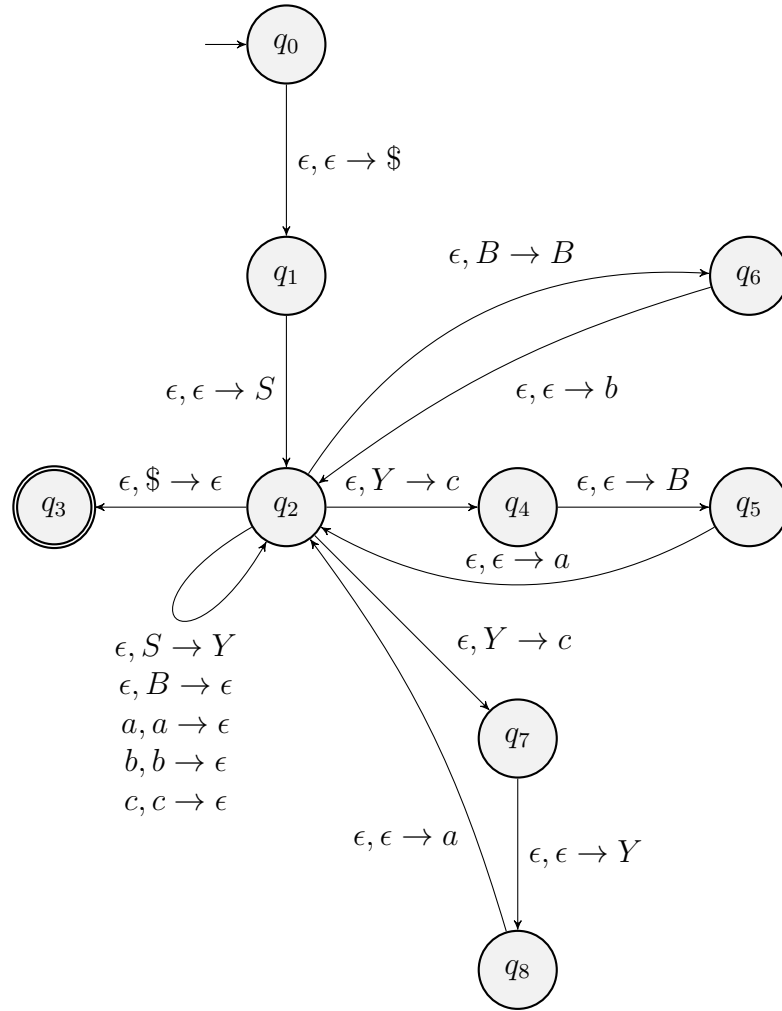 q₀
ϵ, ϵ → $
q₁
ϵ, B → B
q₆
ϵ, ϵ → S
ϵ, ϵ → b
q₃
ϵ, $ → ϵ
q₂
ϵ, Y → c
q₄
ϵ, ϵ → B
q₅
ϵ, ϵ → a
ϵ, S → Y
ϵ, B → ϵ
a, a → ϵ
b, b → ϵ
c, c → ϵ
ϵ, Y → c
q₇
ϵ, ϵ → a
ϵ, ϵ → Y
q₈